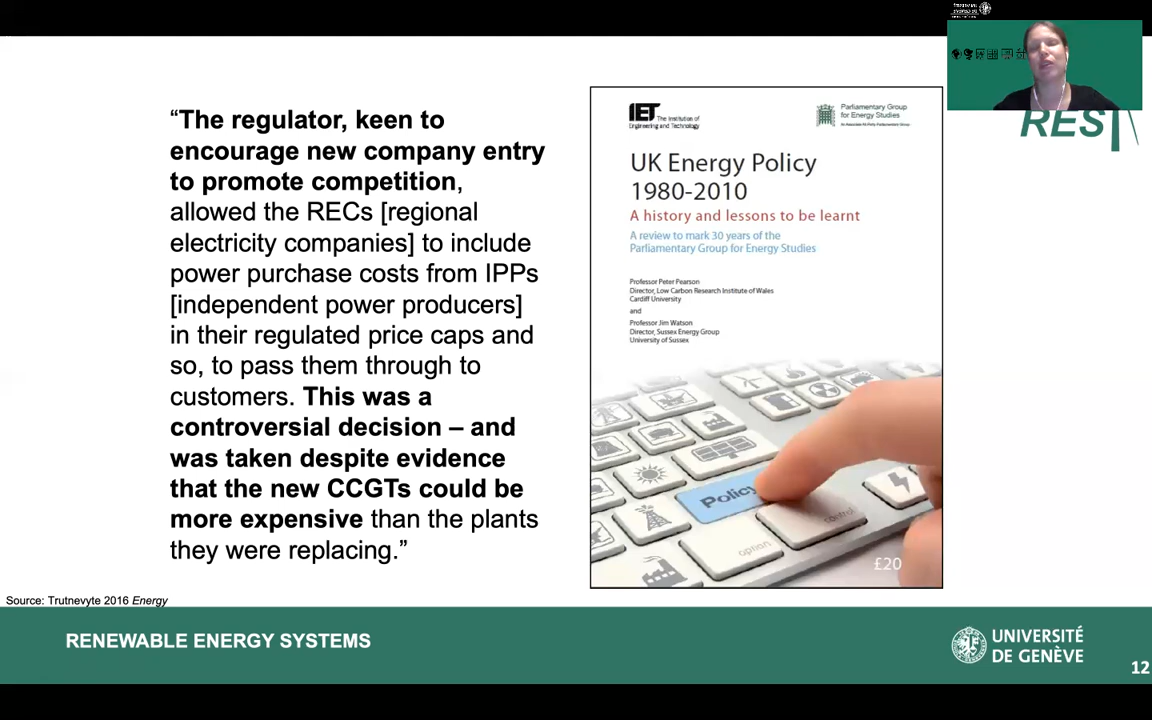 “The regulator, keen to
encourage new company entry
to promote competition,
allowed the RECs [regional
electricity companies] to include
power purchase costs from IPPs
[independent power producers]
in their regulated price caps and
so, to pass them through to
customers. This was a
controversial decision – and
was taken despite evidence
that the new CCGTs could be
more expensive than the plants
they were replacing.”
IET The Institution of
Engineering and Technology
Parliamentary Group
for Energy Studies
UK Energy Policy
1980-2010
A history and lessons to be learnt
A review to mark 30 years of the
Parliamentary Group for Energy Studies
Professor Peter Pearson
Director, Low Carbon Research Institute of Wales
Cardiff University
and
Professor Jim Watson
Director, Sussex Energy Group
University of Sussex
Policy
control
option
£20
REST
Source: Trutnevyte 2016 Energy
RENEWABLE ENERGY SYSTEMS
UNIVERSITÉ
DE GENÈVE
12